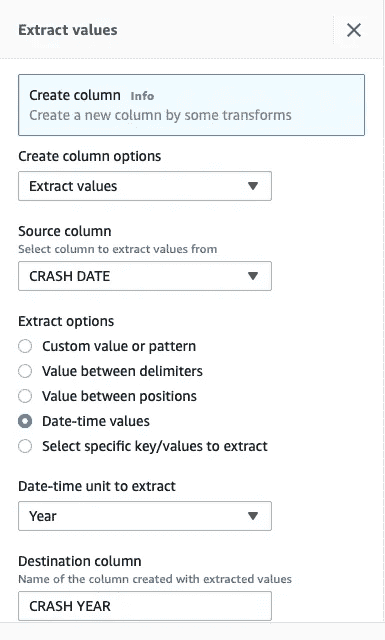 Extract values
Create column Info
Create a new column by some transforms
Create column options
Extract values
Source column
Select column to extract values from
CRASH DATE
Extract options
Custom value or pattern
Value between delimiters
Value between positions
Date-time values
Select specific key/values to extract
Date-time unit to extract
Year
Destination column
Name of the column created with extracted values
CRASH YEAR